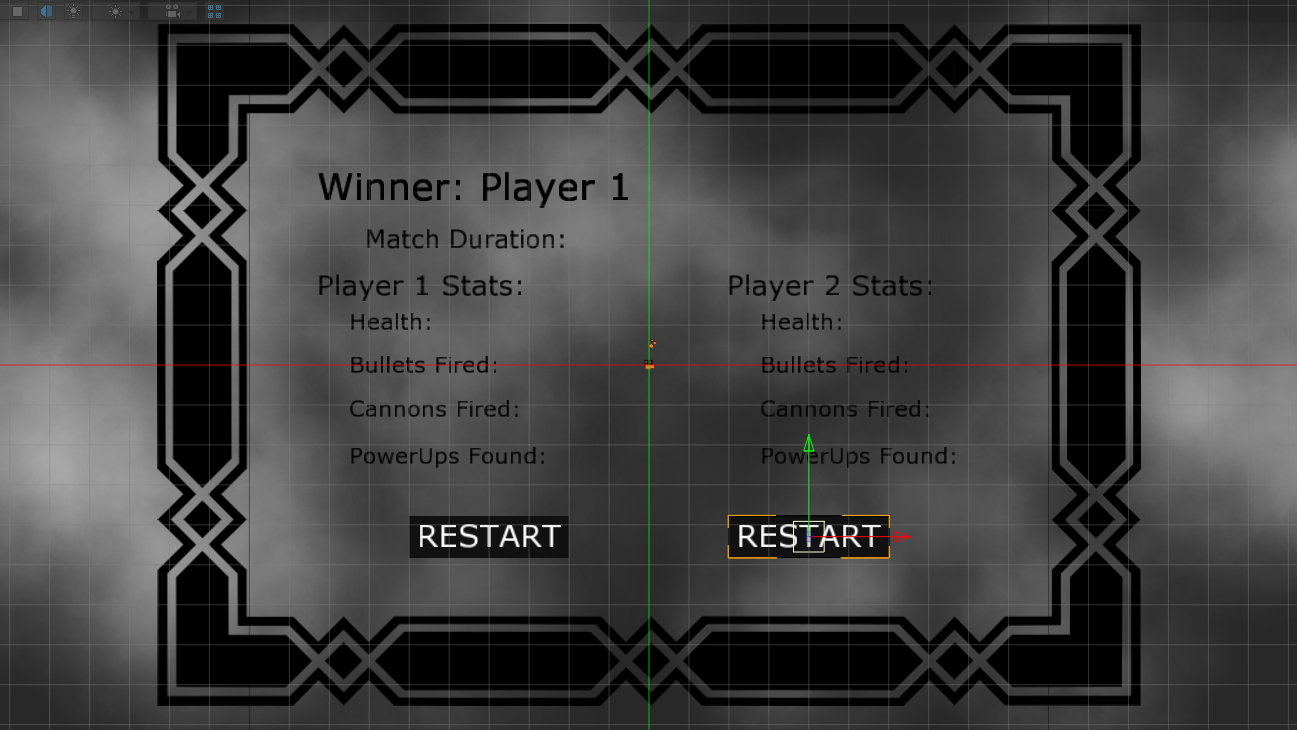 Winner: Player 1
Match Duration:
Player 1 Stats:
Health:
Bullets Fired:
Cannons Fired:
PowerUps Found:
Player 2 Stats:
Health:
Bullets Fired:
Cannons Fired:
PowerUps Found:
RESTART
RESTART